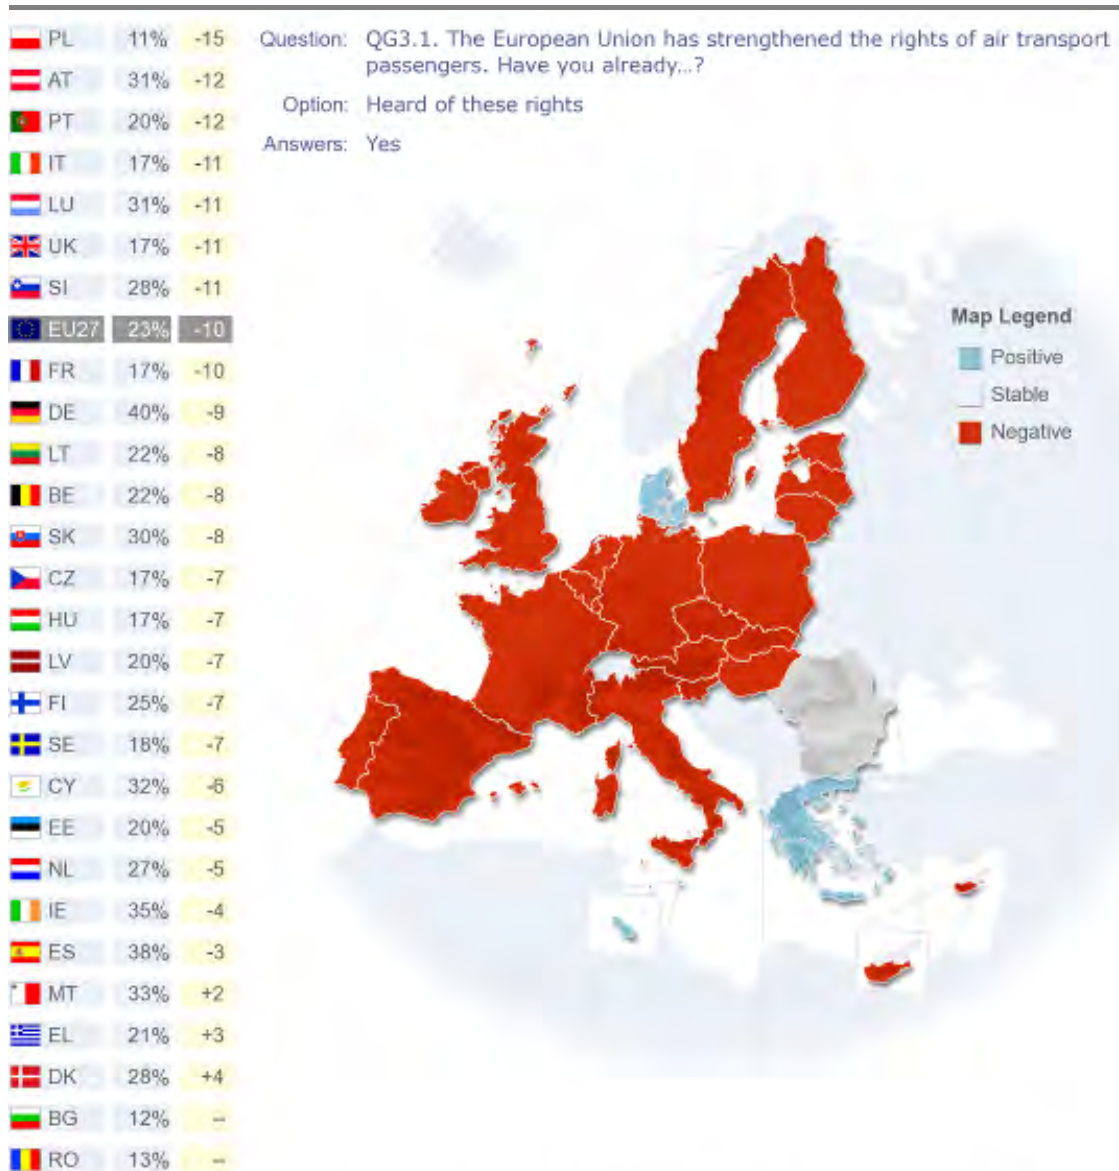 PL 11% -15
AT 31% -12
PT 20% -12
IT 17% -11
LU 31% -11
UK 17% -11
SI 28% -11
EU27 23% -10
FR 17% -10
DE 40% -9
LT 22% -8
BE 22% -8
SK 30% -8
CZ 17% -7
HU 17% -7
LV 20% -7
FI 25% -7
SE 18% -7
CY 32% -6
EE 20% -5
NL 27% -5
IE 35% -4
ES 38% -3
MT 33% +2
EL 21% +3
DK 28% +4
BG 12% --
RO 13% --
Question: QG3.1. The European Union has strengthened the rights of air transport
passengers. Have you already…?
Option: Heard of these rights
Answers: Yes
Map Legend
Positive
Stable
Negative